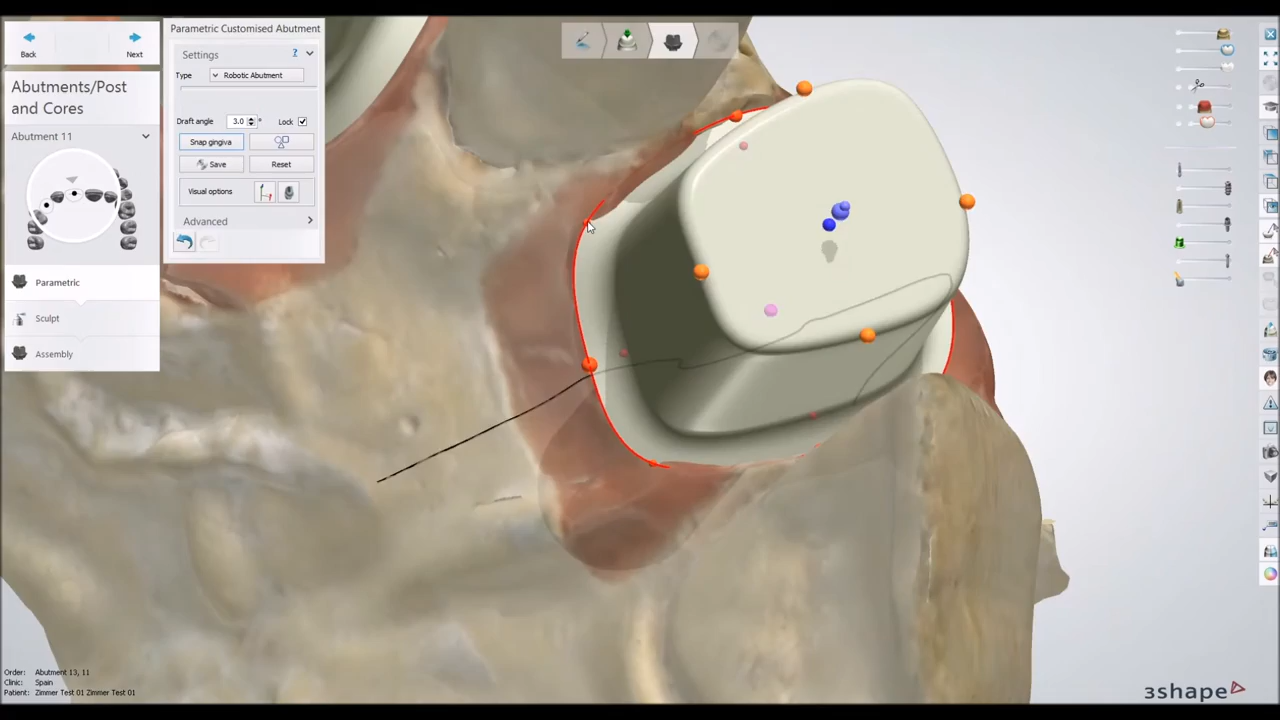 Back
Next
Abutments/Post
and Cores
Abutment 11
Parametric
Sculpt
Assembly
Parametric Customised Abutment
Settings
?
Type
Robotic Abutment
Draft angle
3.0 °
Lock
Snap gingiva
Save
Reset
Visual options
Advanced
Order: Abutment 13, 11
Clinic: Spain
Patient: Zimmer Test 01 Zimmer Test 01
3shape